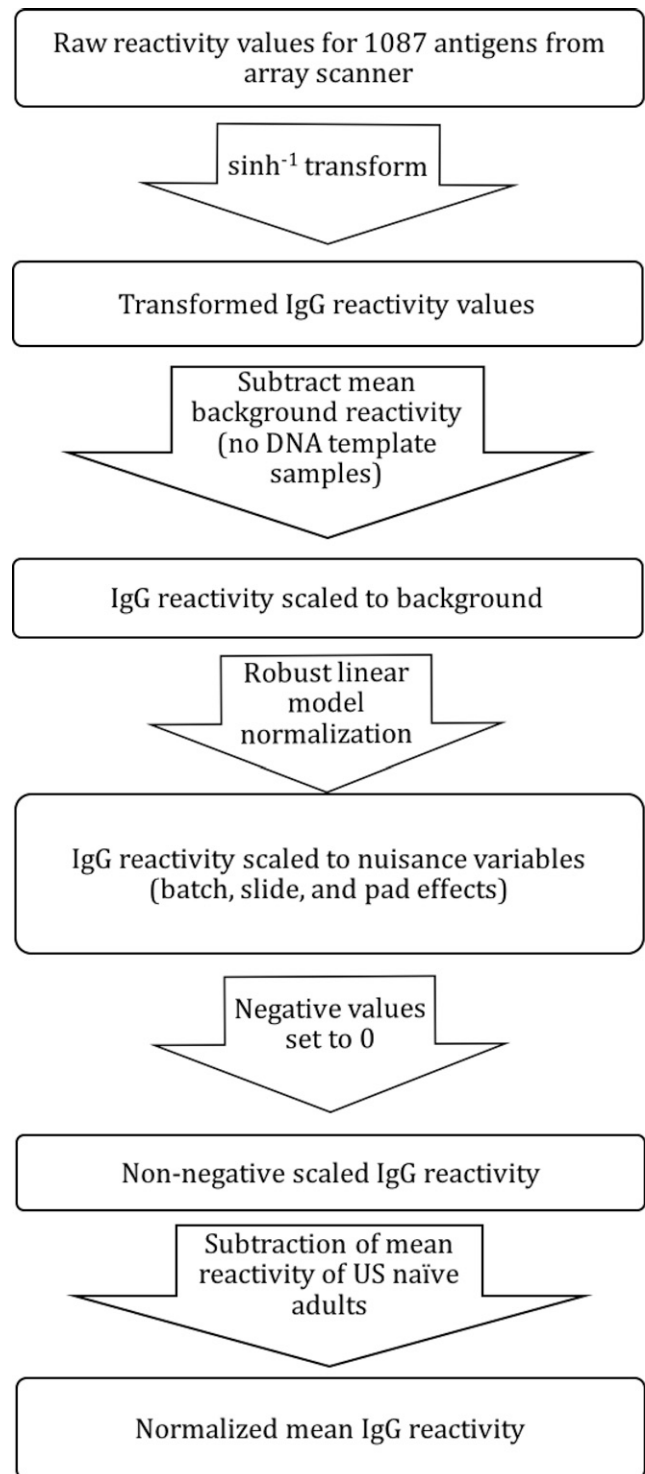 Raw reactivity values for 1087 antigens from
array scanner
sinh⁻¹ transform
Transformed IgG reactivity values
Subtract mean
background reactivity
(no DNA template
samples)
IgG reactivity scaled to background
Robust linear
model
normalization
IgG reactivity scaled to nuisance variables
(batch, slide, and pad effects)
Negative values
set to 0
Non-negative scaled IgG reactivity
Subtraction of mean
reactivity of US naïve
adults
Normalized mean IgG reactivity